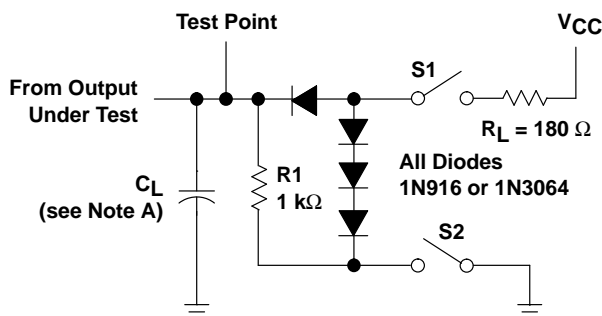 Test Point
VCC
S1
From Output
Under Test
RL = 180 Ω
All Diodes
1N916 or 1N3064
R1
1 kΩ
CL
(see Note A)
S2